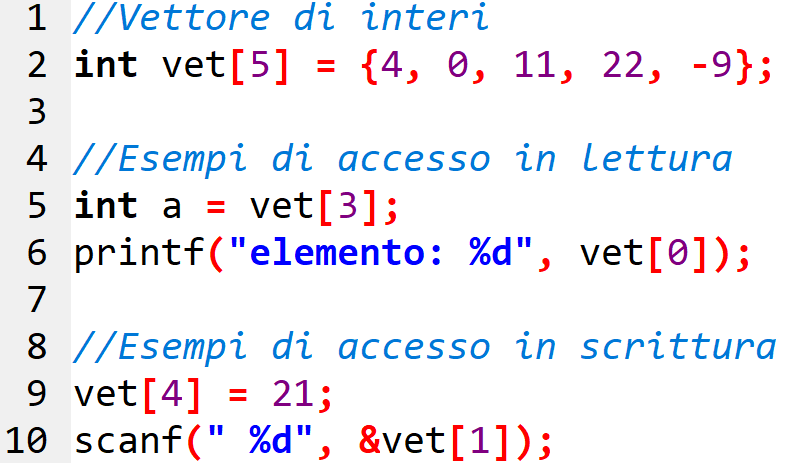 1 //Vettore di interi
2 int vet[5] = {4, 0, 11, 22, -9};
3
4 //Esempi di accesso in lettura
5 int a = vet[3];
6 printf("elemento: %d", vet[0]);
7
8 //Esempi di accesso in scrittura
9 vet[4] = 21;
10 scanf(" %d", &vet[1]);